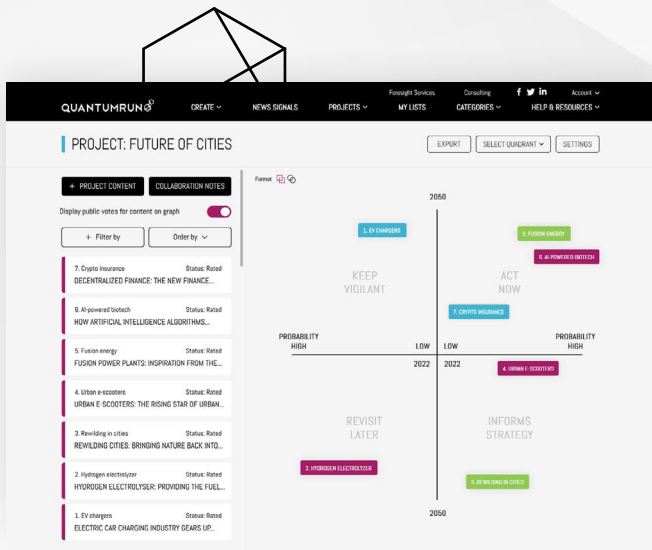 Foresight Services Consulting f in Account
QUANTUMRUN CREATE NEWS SIGNALS PROJECTS MY LISTS CATEGORIES HELP & RESOURCES
PROJECT: FUTURE OF CITIES
EXPORT SELECT QUADRANT SETTINGS
+ PROJECT CONTENT COLLABORATION NOTES
Display public votes for content on graph
+ Filter by Order by
7. Crypto insurance Status: Rated
DECENTRALIZED FINANCE: THE NEW FINANCE...
6. AI-powered biotech Status: Rated
HOW ARTIFICIAL INTELLIGENCE ALGORITHMS...
5. Fusion energy Status: Rated
FUSION POWER PLANTS: INSPIRATION FROM THE...
4. Urban e-scooters Status: Rated
URBAN E-SCOOTERS: THE RISING STAR OF URBAN...
3. Rewilding in cities Status: Rated
REWILDING CITIES: BRINGING NATURE BACK INTO...
2. Hydrogen electrolyzer Status: Rated
HYDROGEN ELECTROLYSER: PROVIDING THE FUEL...
1. EV chargers Status: Rated
ELECTRIC CAR CHARGING INDUSTRY GEARS UP...
Format
2050
1. EV CHARGERS
5. FUSION ENERGY
6. AI-POWERED BIOTECH
KEEP
VIGILANT
ACT
NOW
7. CRYPTO INSURANCE
PROBABILITY
HIGH
LOW LOW
PROBABILITY
HIGH
2022 2022
4. URBAN E-SCOOTERS
REVISIT
LATER
INFORMS
STRATEGY
2. HYDROGEN ELECTROLYZER
3. REWILDING IN CITIES
2050